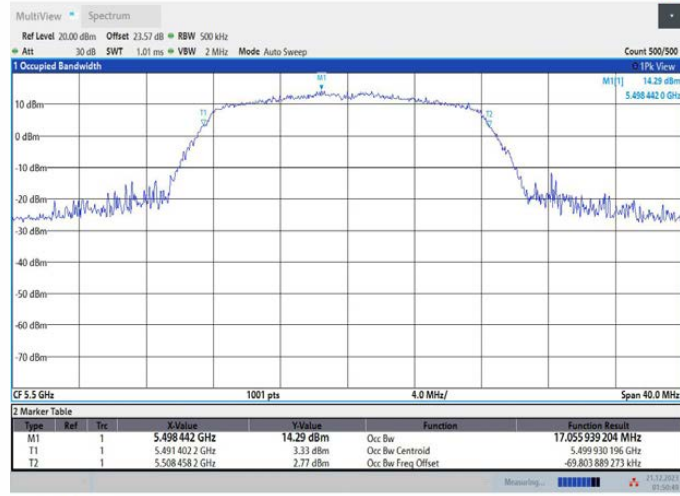 MultiView Spectrum
Ref Level 20.00 dBm Offset 23.57 dB RBW 500 kHz
Att 30 dB SWT 1.01 ms VBW 2 MHz Mode Auto Sweep Count 500/500
1 Occupied Bandwidth 1Pk View
M1[1] 14.29 dBm
5.498 442 0 GHz
M1
T1
T2
10 dBm
0 dBm
-10 dBm
-20 dBm
-30 dBm
-40 dBm
-50 dBm
-60 dBm
-70 dBm
CF 5.5 GHz 1001 pts 4.0 MHz/ Span 40.0 MHz
2 Marker Table
Type Ref Trc X-Value Y-Value Function Function Result
M1 1 5.498 442 GHz 14.29 dBm Occ Bw 17.055 939 204 MHz
T1 1 5.491 402 2 GHz 3.33 dBm Occ Bw Centroid 5.499 930 196 GHz
T2 1 5.508 458 2 GHz 2.77 dBm Occ Bw Freq Offset -69.803 889 273 kHz
Measuring...